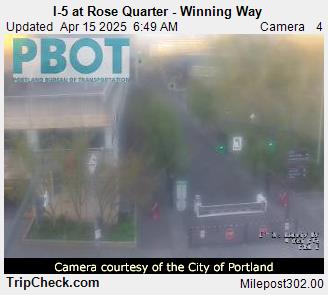 I-5 at Rose Quarter - Winning Way
Updated Apr 15 2025 6:49 AM Camera 4
PBOT
PORTLAND BUREAU OF TRANSPORTATION
Camera courtesy of the City of Portland
TripCheck.com Milepost302.00